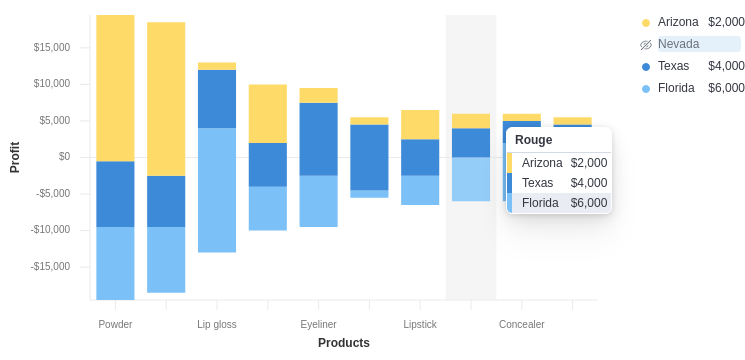 Arizona $2,000
Nevada
Texas $4,000
Florida $6,000
Profit
$15,000
$10,000
$5,000
$0
-$5,000
-$10,000
-$15,000
Rouge
Arizona $2,000
Texas $4,000
Florida $6,000
Powder Lip gloss Eyeliner Lipstick Concealer
Products